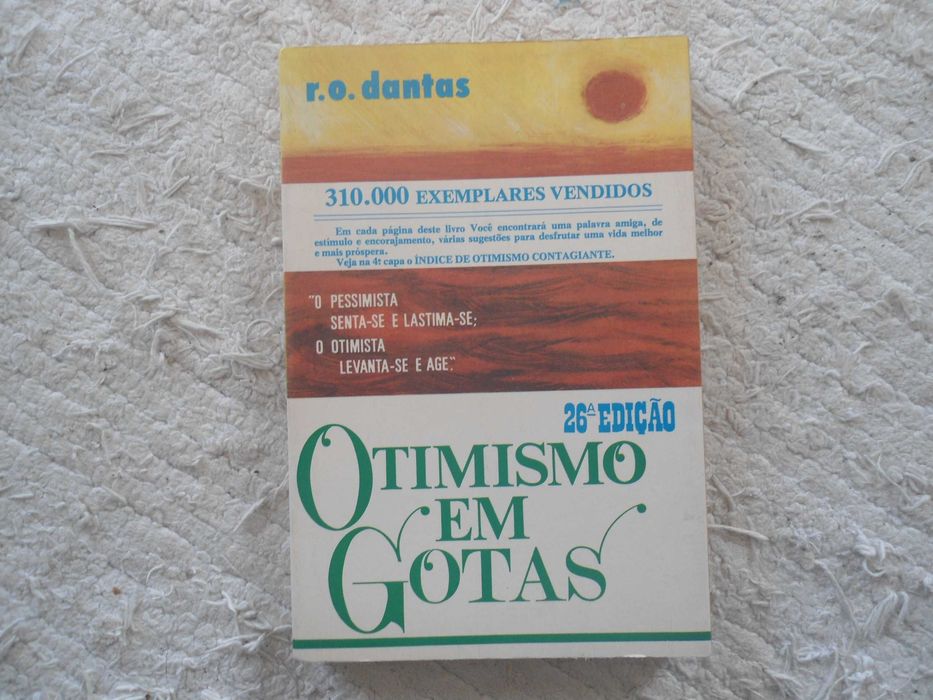 r.o. dantas
310.000 EXEMPLARES VENDIDOS
Em cada página deste livro Você encontrará uma palavra amiga, de
estímulo e encorajamento, várias sugestões para desfrutar uma vida melhor
e mais próspera.
Veja na 4ª capa o ÍNDICE DE OTIMISMO CONTAGIANTE.
"O PESSIMISTA
SENTA-SE E LASTIMA-SE;
O OTIMISTA
LEVANTA-SE E AGE".
26ª EDIÇÃO
OTIMISMO
EM
GOTAS